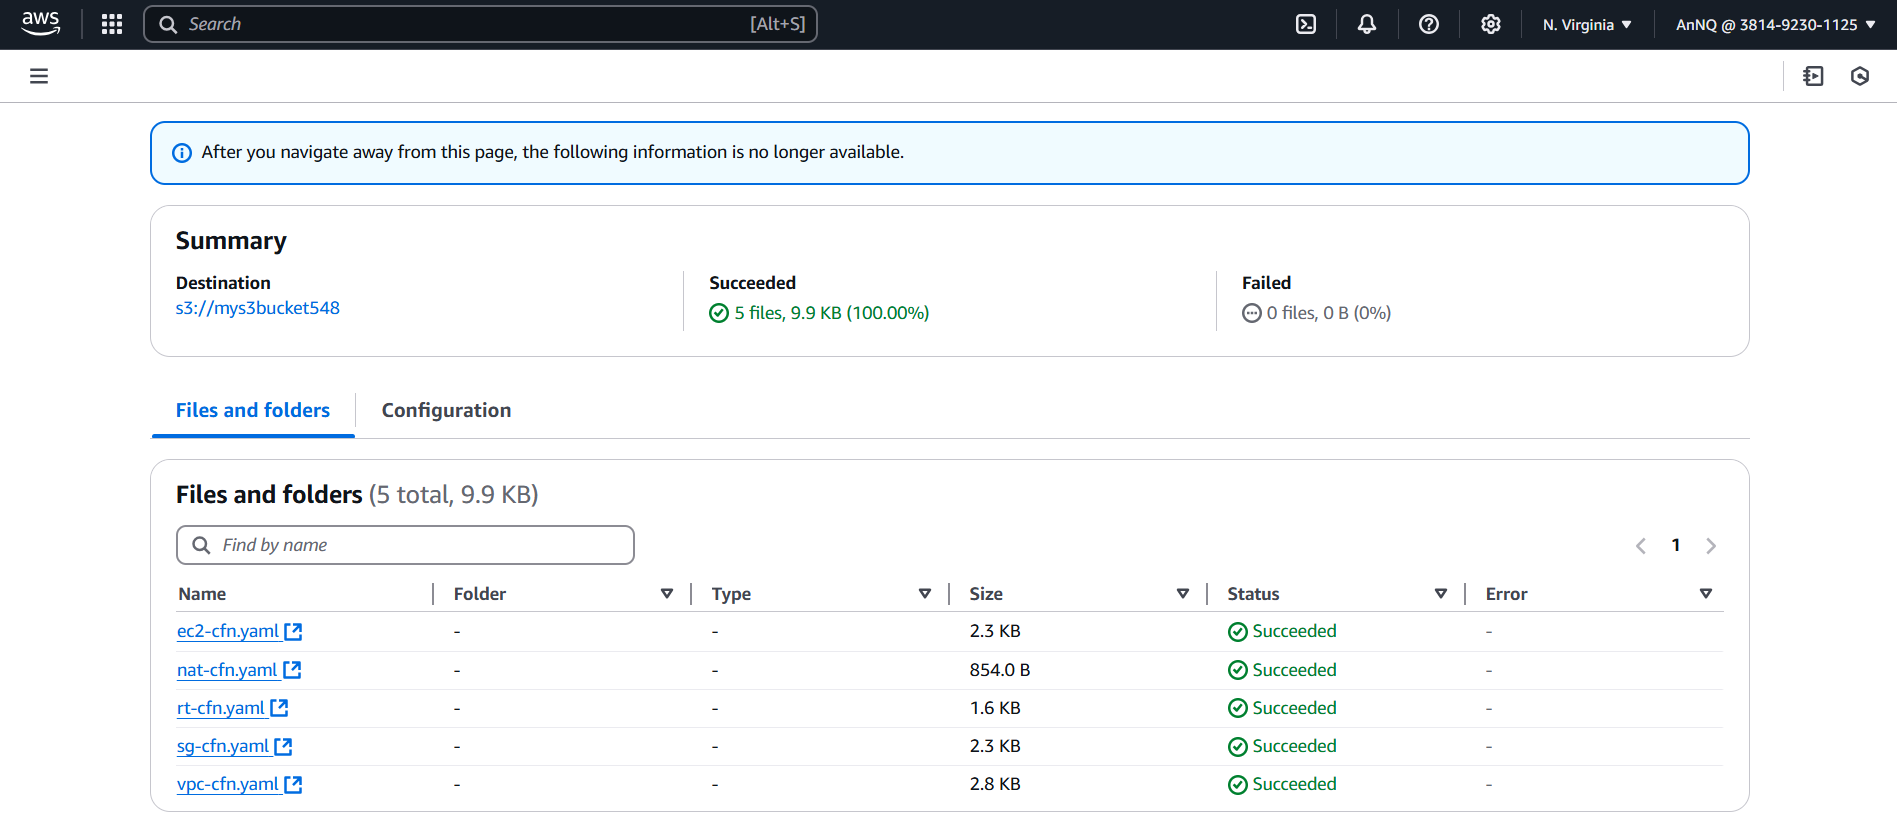 aws Search [Alt+S] N. Virginia AnNQ @ 3814-9230-1125
After you navigate away from this page, the following information is no longer available.
Summary
Destination Succeeded Failed
s3://mys3bucket548 5 files, 9.9 KB (100.00%) 0 files, 0 B (0%)
Files and folders Configuration
Files and folders (5 total, 9.9 KB)
Find by name 1
Name Folder Type Size Status Error
ec2-cfn.yaml - - 2.3 KB Succeeded -
nat-cfn.yaml - - 854.0 B Succeeded -
rt-cfn.yaml - - 1.6 KB Succeeded -
sg-cfn.yaml - - 2.3 KB Succeeded -
vpc-cfn.yaml - - 2.8 KB Succeeded -